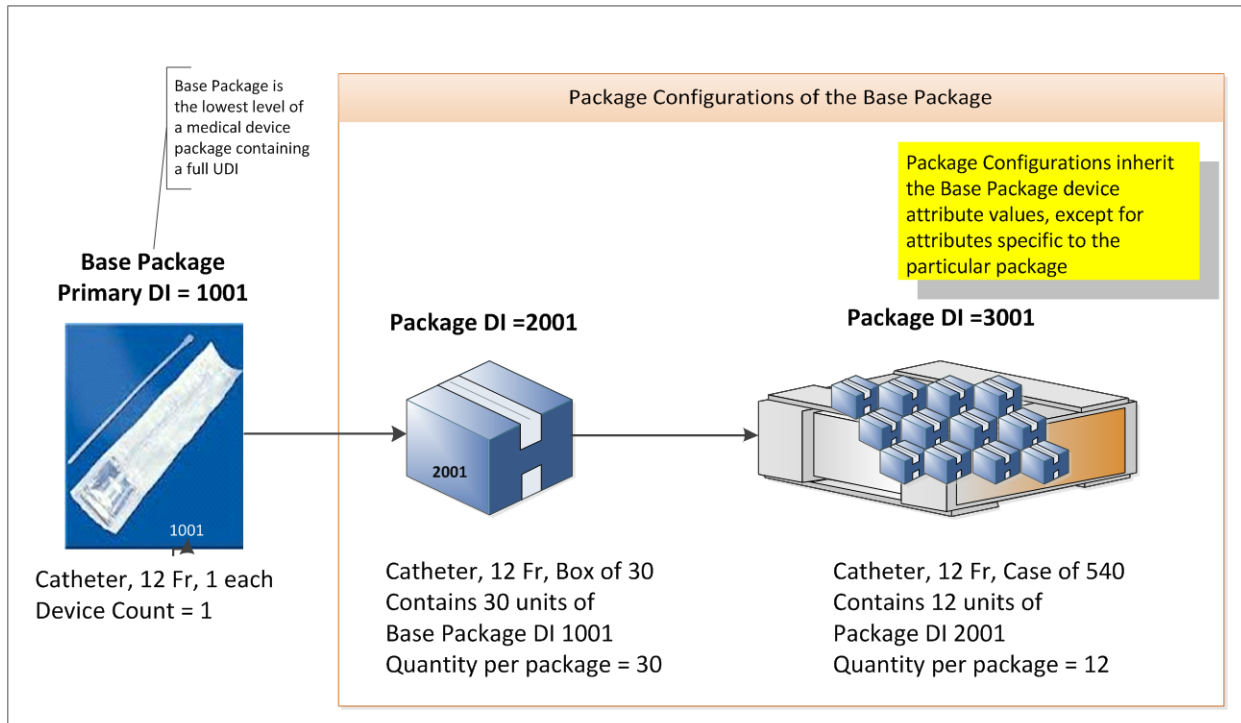 Base Package is
the lowest level of
a medical device
package containing
a full UDI
Package Configurations of the Base Package
Package Configurations inherit
the Base Package device
attribute values, except for
attributes specific to the
particular package
Base Package
Primary DI = 1001
Package DI =2001
Package DI =3001
1001
2001
Catheter, 12 Fr, 1 each
Device Count = 1
Catheter, 12 Fr, Box of 30
Contains 30 units of
Base Package DI 1001
Quantity per package = 30
Catheter, 12 Fr, Case of 540
Contains 12 units of
Package DI 2001
Quantity per package = 12